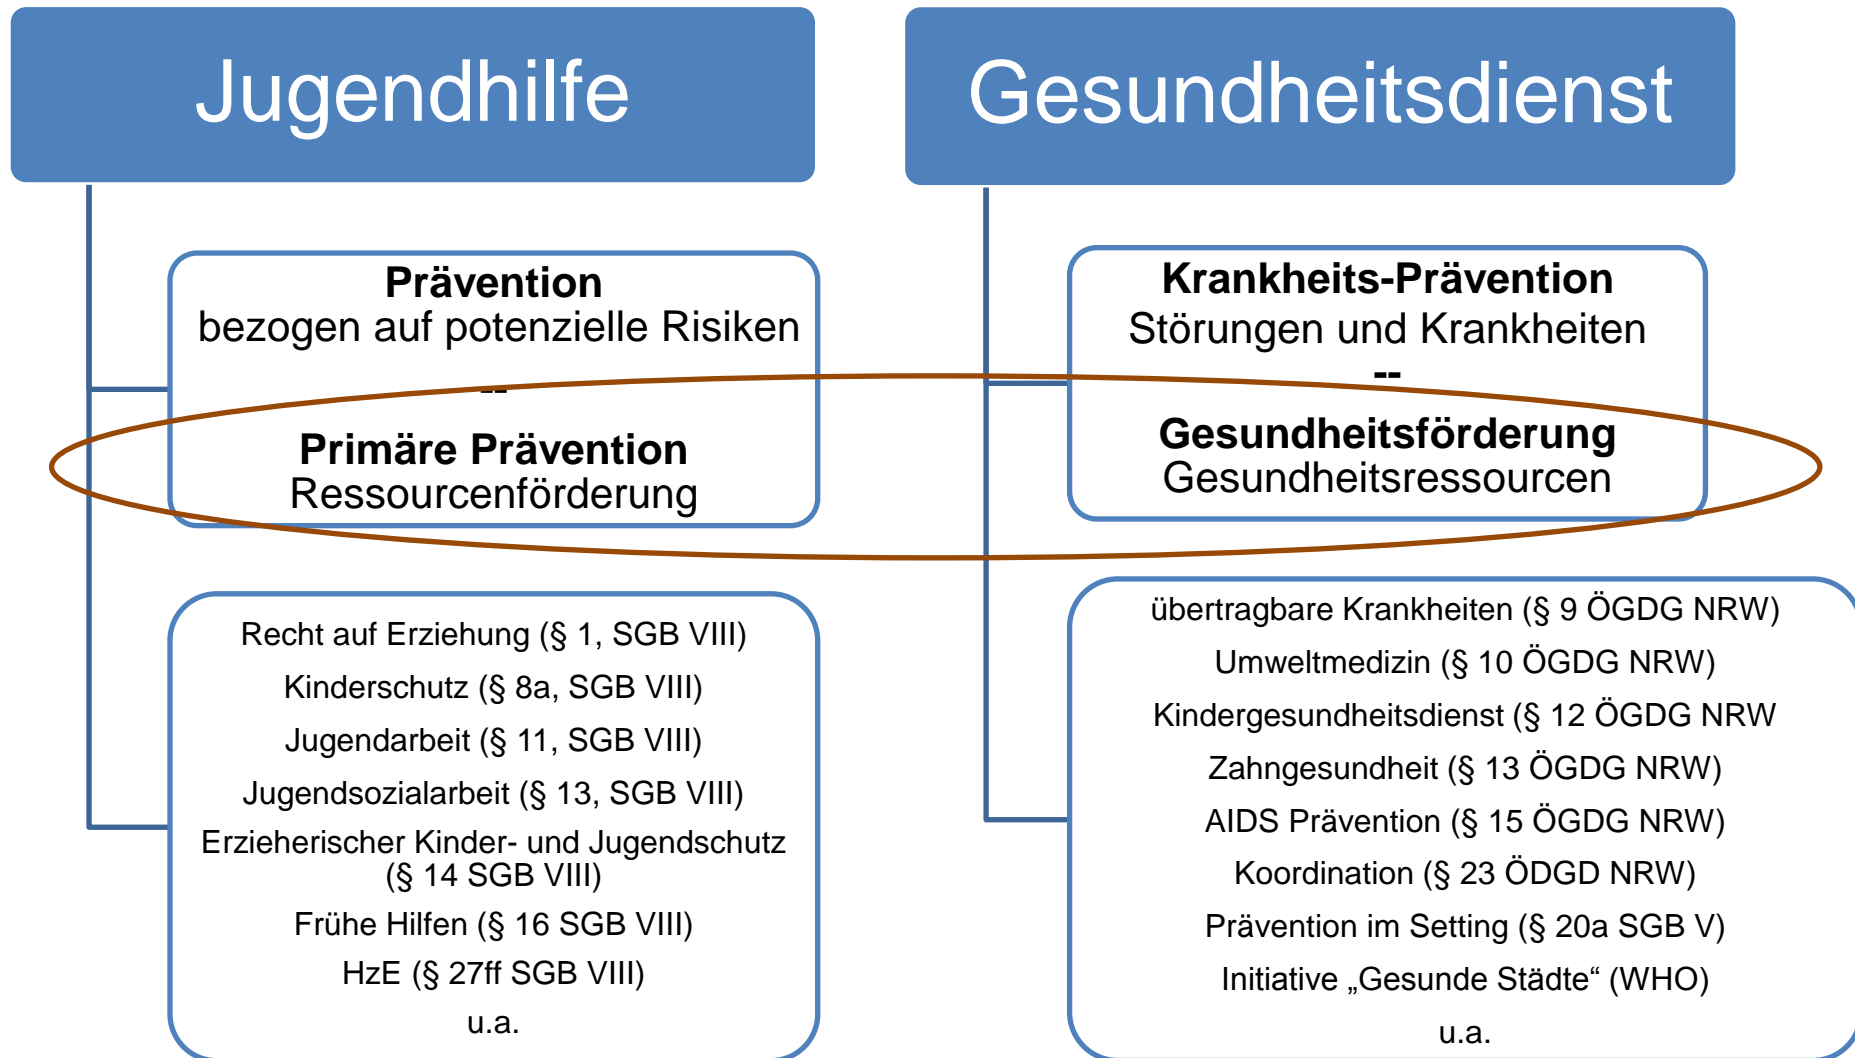 Jugendhilfe
Prävention
bezogen auf potenzielle Risiken
--
Primäre Prävention
Ressourcenförderung
Recht auf Erziehung (§ 1, SGB VIII)
Kinderschutz (§ 8a, SGB VIII)
Jugendarbeit (§ 11, SGB VIII)
Jugendsozialarbeit (§ 13, SGB VIII)
Erzieherischer Kinder- und Jugendschutz
(§ 14 SGB VIII)
Frühe Hilfen (§ 16 SGB VIII)
HzE (§ 27ff SGB VIII)
u.a.
Gesundheitsdienst
Krankheits-Prävention
Störungen und Krankheiten
--
Gesundheitsförderung
Gesundheitsressourcen
übertragbare Krankheiten (§ 9 ÖGDG NRW)
Umweltmedizin (§ 10 ÖGDG NRW)
Kindergesundheitsdienst (§ 12 ÖGDG NRW
Zahngesundheit (§ 13 ÖGDG NRW)
AIDS Prävention (§ 15 ÖGDG NRW)
Koordination (§ 23 ÖDGD NRW)
Prävention im Setting (§ 20a SGB V)
Initiative „Gesunde Städte“ (WHO)
u.a.